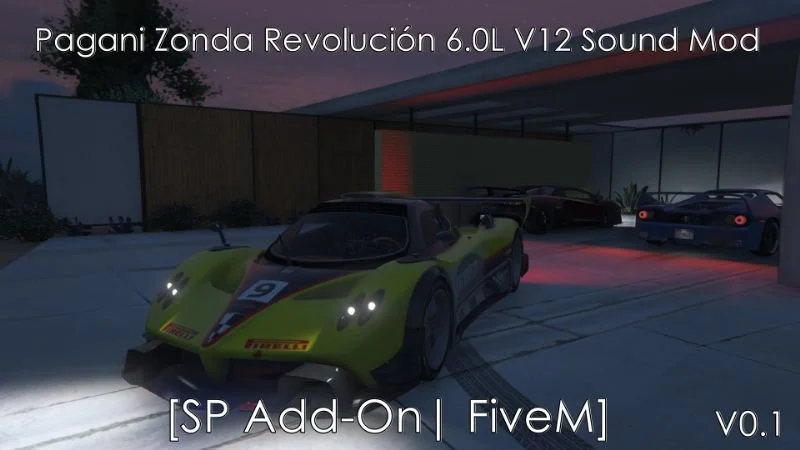 Pagani Zonda Revolución 6.0L V12 Sound Mod
9
PIRELLI
PIRELLI
[SP Add-On| FiveM]
V0.1